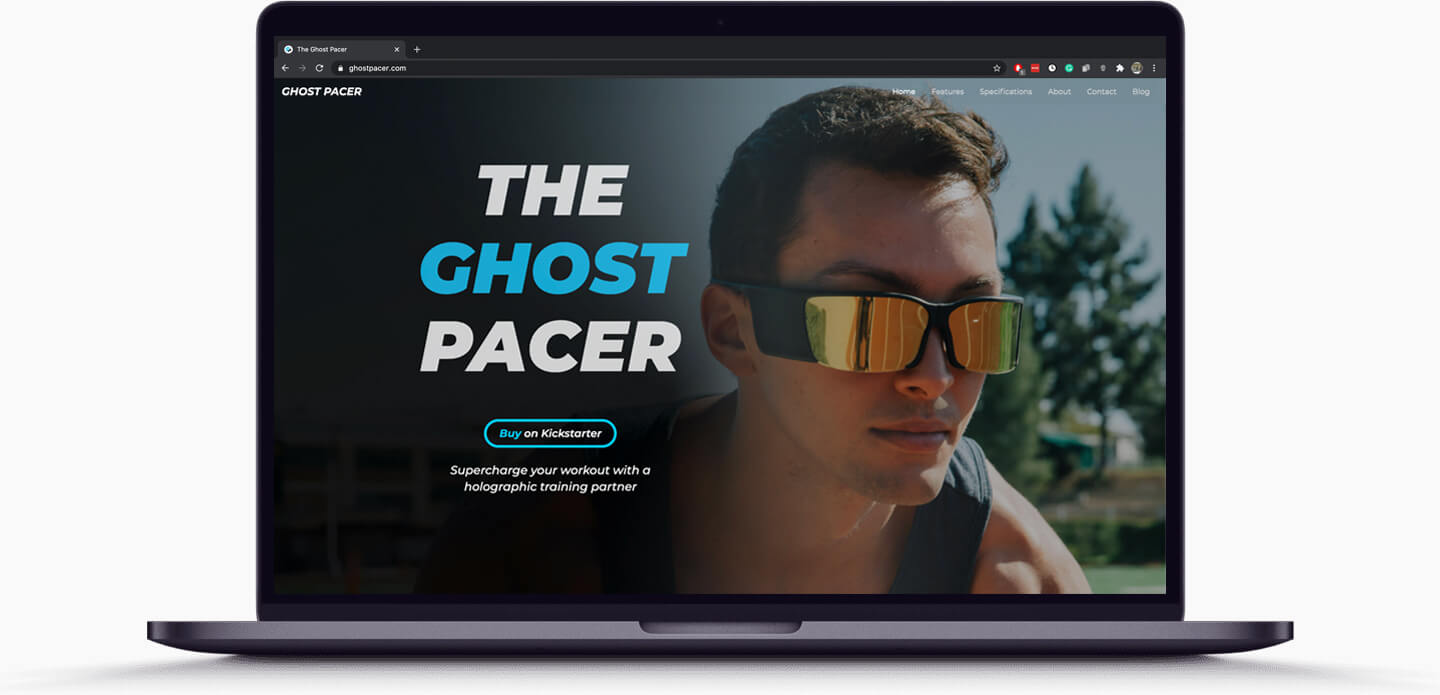 The Ghost Pacer
ghostpacer.com
GHOST PACER
Home Features Specifications About Contact Blog
THE
GHOST
PACER
Buy on Kickstarter
Supercharge your workout with a
holographic training partner